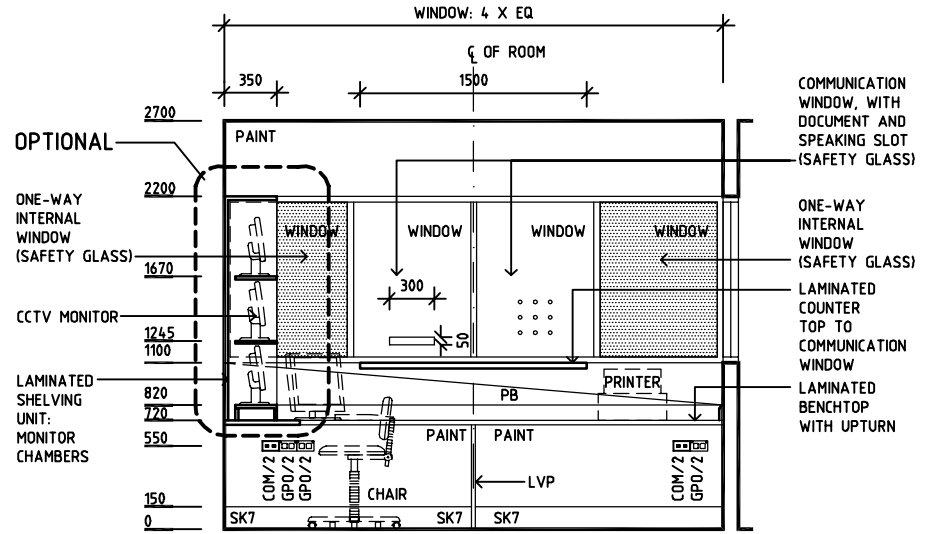 WINDOW: 4 X EQ
℄ OF ROOM
350
1500
2700
PAINT
OPTIONAL
COMMUNICATION
WINDOW, WITH
DOCUMENT AND
SPEAKING SLOT
(SAFETY GLASS)
2200
ONE-WAY
INTERNAL
WINDOW
(SAFETY GLASS)
WINDOW
WINDOW
WINDOW
WINDOW
ONE-WAY
INTERNAL
WINDOW
(SAFETY GLASS)
1670
300
50
CCTV MONITOR
LAMINATED
COUNTER
TOP TO
COMMUNICATION
WINDOW
1245
1100
LAMINATED
SHELVING
UNIT:
MONITOR
CHAMBERS
PRINTER
PB
820
720
LAMINATED
BENCHTOP
WITH UPTURN
550
PAINT
PAINT
COM/2
GPO/2
GPO/2
CHAIR
LVP
COM/2
GPO/2
150
0
SK7
SK7
SK7